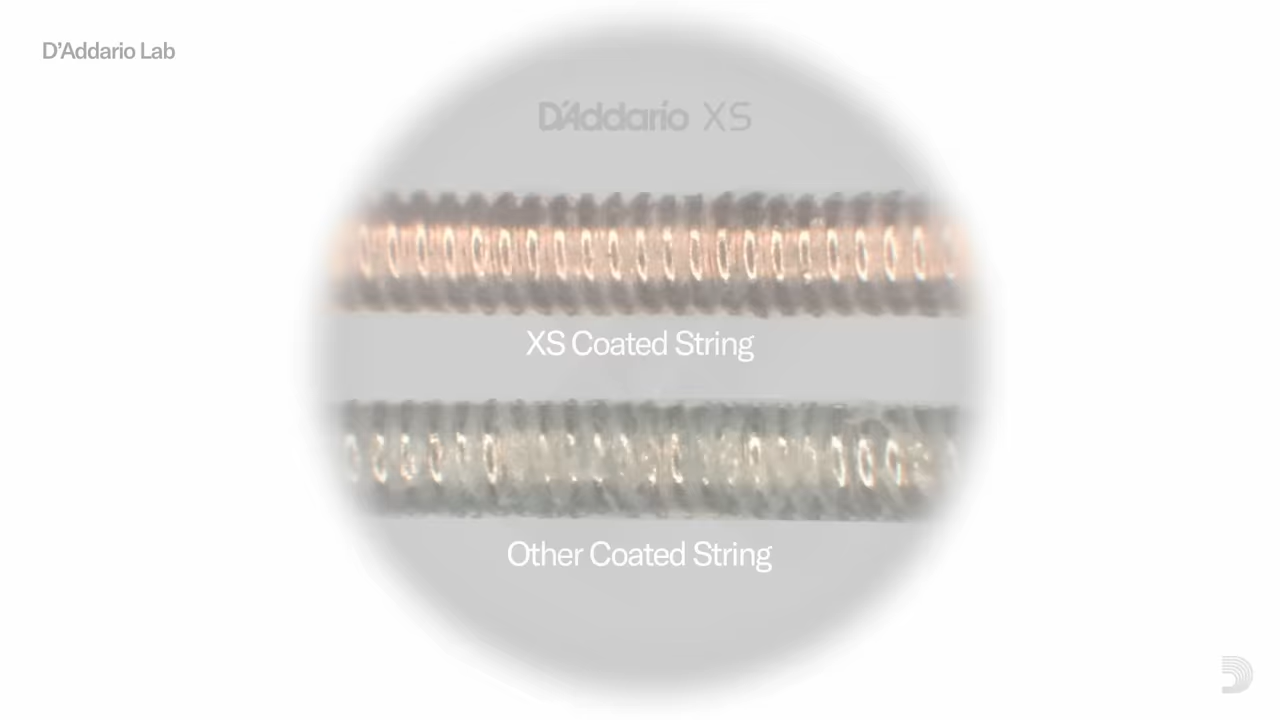 D'Addario Lab
D'Addario XS
XS Coated String
Other Coated String